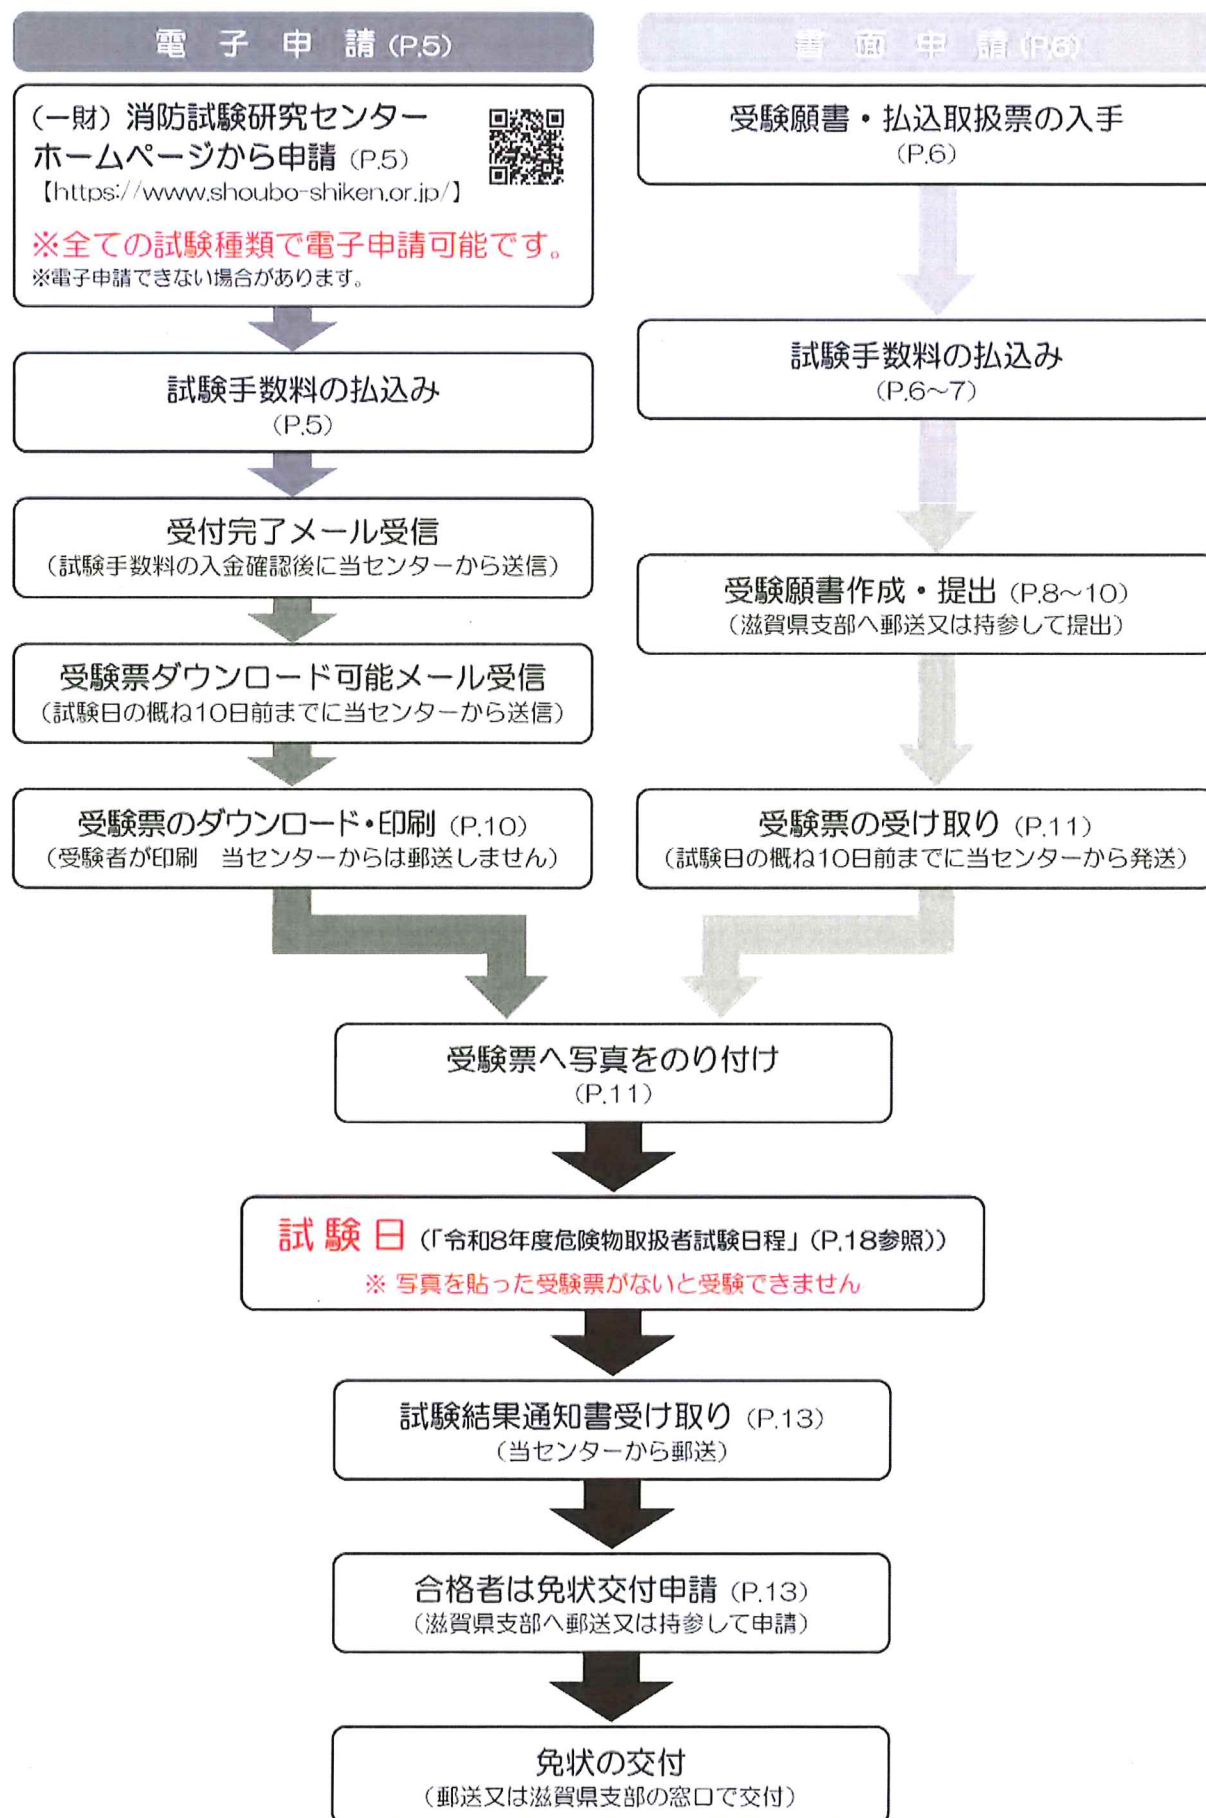 電子申請 (P.5)
(一財) 消防試験研究センター
ホームページから申請 (P.5)
【https://www.shoubo-shiken.or.jp/】
※全ての試験種類で電子申請可能です。
※電子申請できない場合があります。
試験手数料の払込み
(P.5)
受付完了メール受信
(試験手数料の入金確認後に当センターから送信)
受験票ダウンロード可能メール受信
(試験日の概ね10日前までに当センターから送信)
受験票のダウンロード・印刷 (P.10)
(受験者が印刷 当センターからは郵送しません)
書面申請 (P.6)
受験願書・払込取扱票の入手
(P.6)
試験手数料の払込み
(P.6～7)
受験願書作成・提出 (P.8～10)
(滋賀県支部へ郵送又は持参して提出)
受験票の受け取り (P.11)
(試験日の概ね10日前までに当センターから発送)
受験票へ写真をのり付け
(P.11)
試験日 (「令和8年度危険物取扱者試験日程」(P.18参照))
※ 写真を貼った受験票がないと受験できません
試験結果通知書受け取り (P.13)
(当センターから郵送)
合格者は免状交付申請 (P.13)
(滋賀県支部へ郵送又は持参して申請)
免状の交付
(郵送又は滋賀県支部の窓口で交付)